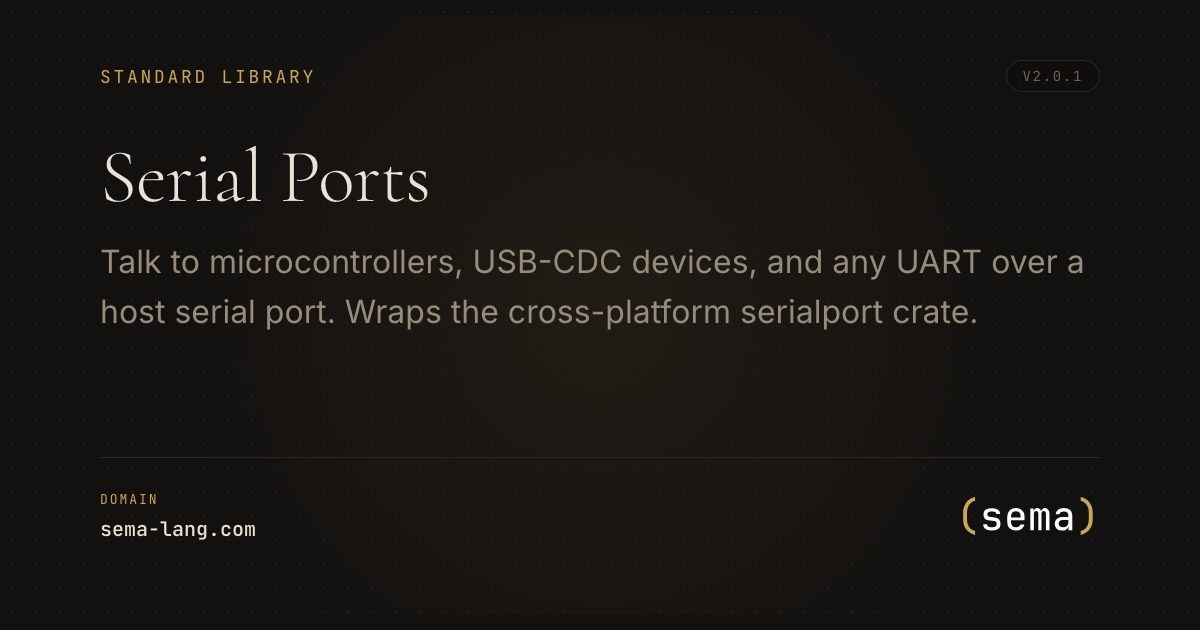 STANDARD LIBRARY
V2.0.1
Serial Ports
Talk to microcontrollers, USB-CDC devices, and any UART over a
host serial port. Wraps the cross-platform serialport crate.
DOMAIN
sema-lang.com
(sema)